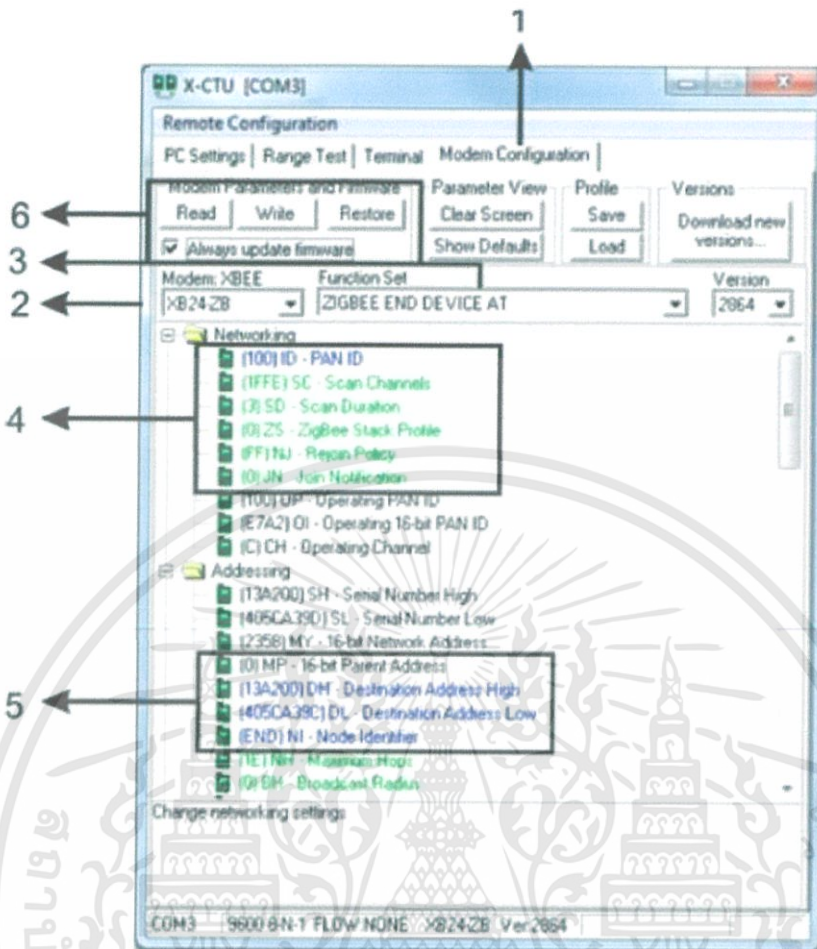 1
X-CTU [COM3]
Remote Configuration
PC Settings | Range Test | Terminal | Modem Configuration |
Modem Parameters and Firmware Parameter View Profile Versions
6 Read Write Restore Clear Screen Save Download new versions...
Always update firmware Show Defaults Load
3 Modem: XBEE Function Set Version
2 XB24-ZB ZIGBEE END DEVICE AT 2864
Networking
(100) ID - PAN ID
(1FFE) SC - Scan Channels
(3) SD - Scan Duration
4 (0) ZS - ZigBee Stack Profile
(FF) NJ - Rejoin Policy
(0) JN - Join Notification
(100) OP - Operating PAN ID
(E7A2) OI - Operating 16-bit PAN ID
(C) CH - Operating Channel
Addressing
(13A200) SH - Serial Number High
(405CA39D) SL - Serial Number Low
(2358) MY - 16-bit Network Address
(0) MP - 16-bit Parent Address
(13A200) DH - Destination Address High
5 (405CA39C) DL - Destination Address Low
(END) NI - Node Identifier
(1E) NH - Maximum Hops
(0) BH - Broadcast Radius
Change networking settings
COM3 9600 8-N-1 FLOW:NONE XB24-ZB Ver:2864